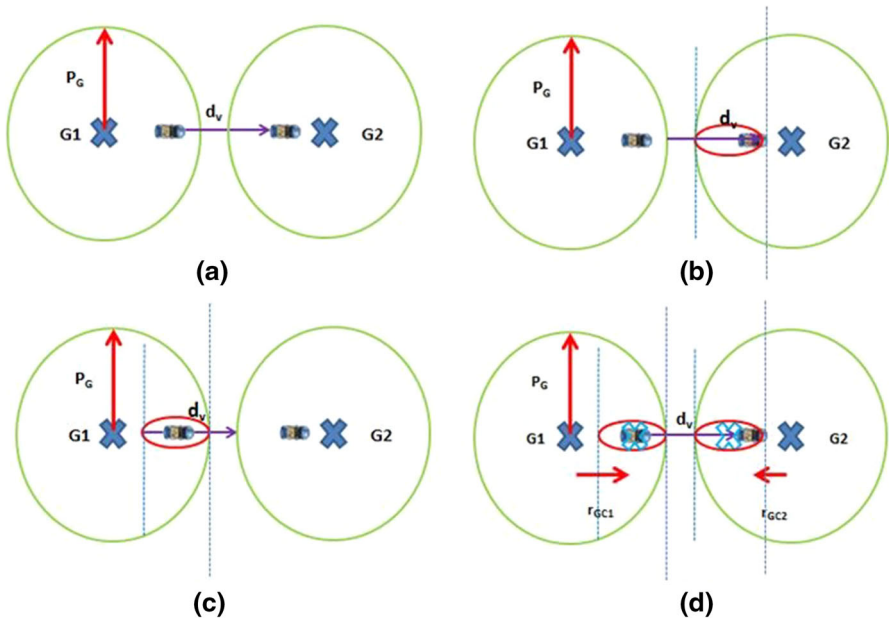 P_G
d_v
G1
G2
(a)
P_G
d_v
G1
G2
(b)
P_G
d_v
G1
G2
(c)
P_G
d_v
G1
G2
r_GC1
r_GC2
(d)